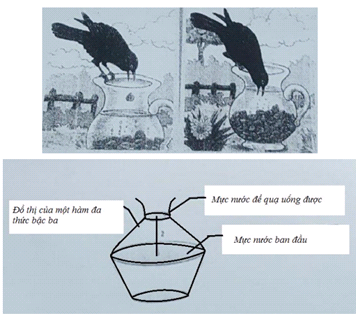 Đồ thị của một hàm đa
thức bậc ba
Mực nước để quạ uống được
Mực nước ban đầu
2